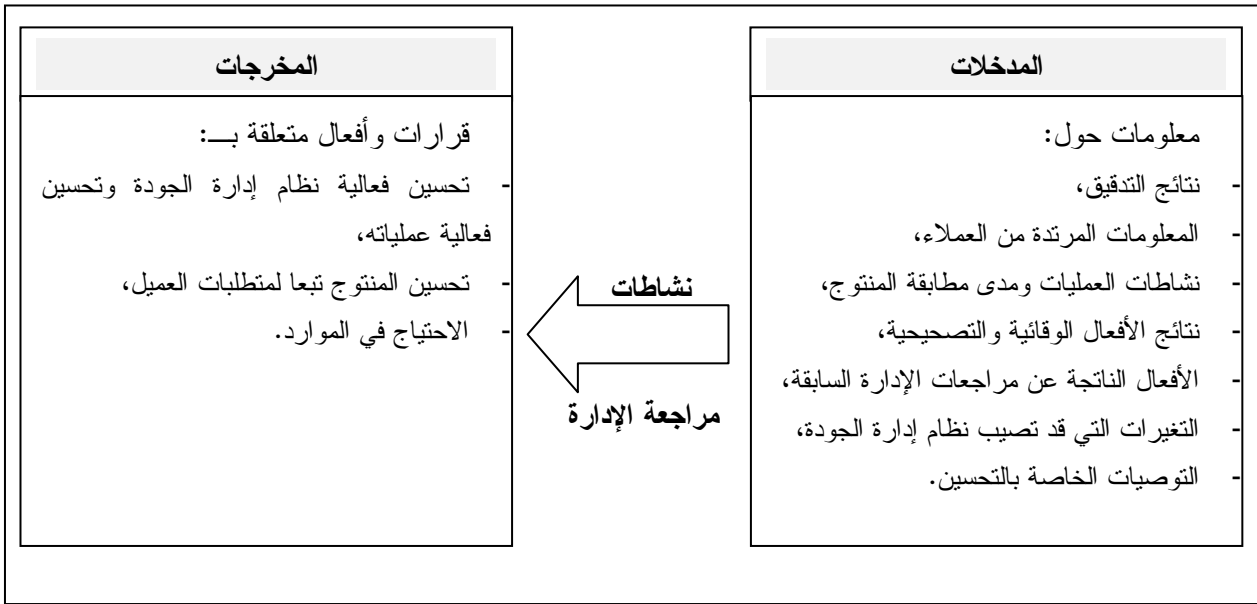 المدخلات
معلومات حول:
- نتائج التدقيق،
- المعلومات المرتدة من العملاء،
- نشاطات العمليات ومدى مطابقة المنتوج،
- نتائج الأفعال الوقائية والتصحيحية،
- الأفعال الناتجة عن مراجعات الإدارة السابقة،
- التغيرات التي قد تصيب نظام إدارة الجودة،
- التوصيات الخاصة بالتحسين.
نشاطات
مراجعة الإدارة
المخرجات
قرارات وأفعال متعلقة بــ:
- تحسين فعالية نظام إدارة الجودة وتحسين
فعالية عملياته،
- تحسين المنتوج تبعا لمتطلبات العميل،
- الاحتياج في الموارد.